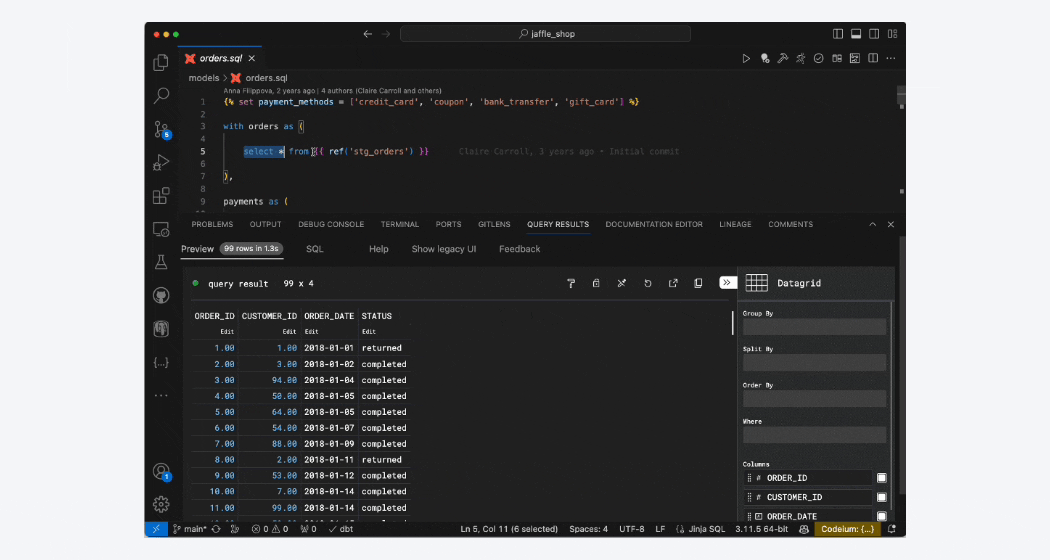 jaffle_shop
orders.sql
models > orders.sql
Anna Filippova, 2 years ago | 4 authors (Claire Carroll and others)
1 {% set payment_methods = ['credit_card', 'coupon', 'bank_transfer', 'gift_card'] %}
2
3 with orders as (
4
5 select * from {{ ref('stg_orders') }} Claire Carroll, 3 years ago • Initial commit
6
7 ),
8
9 payments as (
5
PROBLEMS OUTPUT DEBUG CONSOLE TERMINAL PORTS GITLENS QUERY RESULTS DOCUMENTATION EDITOR LINEAGE COMMENTS
Preview 99 rows in 1.3s SQL Help Show legacy UI Feedback
query result 99 x 4
Datagrid
ORDER_ID CUSTOMER_ID ORDER_DATE STATUS
Edit Edit Edit Edit
1.00 1.00 2018-01-01 returned
2.00 3.00 2018-01-02 completed
3.00 94.00 2018-01-04 completed
4.00 50.00 2018-01-05 completed
5.00 64.00 2018-01-05 completed
6.00 54.00 2018-01-07 completed
7.00 88.00 2018-01-09 completed
8.00 2.00 2018-01-11 returned
9.00 53.00 2018-01-12 completed
10.00 7.00 2018-01-14 completed
11.00 99.00 2018-01-14 completed
Group By
Split By
Order By
Where
Columns
# ORDER_ID
# CUSTOMER_ID
ORDER_DATE
1
main* 0 0 0 dbt Ln 5, Col 11 (6 selected) Spaces: 4 UTF-8 LF Jinja SQL 3.11.5 64-bit Codeium: {...}